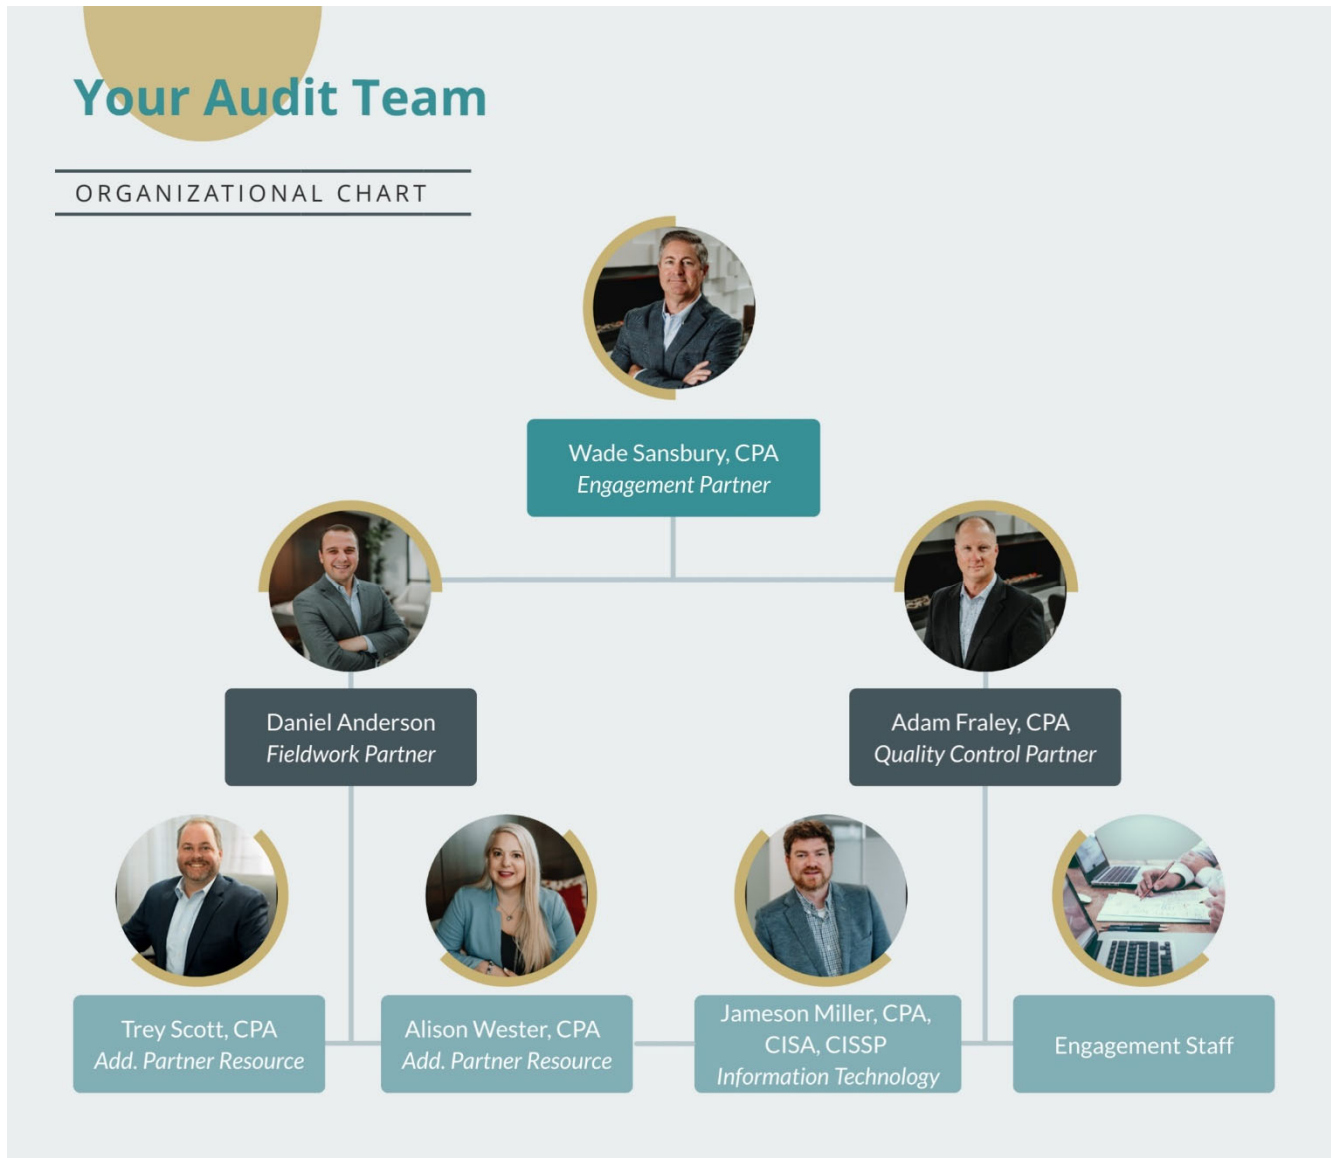 Your Audit Team
ORGANIZATIONAL CHART
Wade Sansbury, CPA
Engagement Partner
Daniel Anderson
Fieldwork Partner
Adam Fraley, CPA
Quality Control Partner
Trey Scott, CPA
Add. Partner Resource
Alison Wester, CPA
Add. Partner Resource
Jameson Miller, CPA,
CISA, CISSP
Information Technology
Engagement Staff